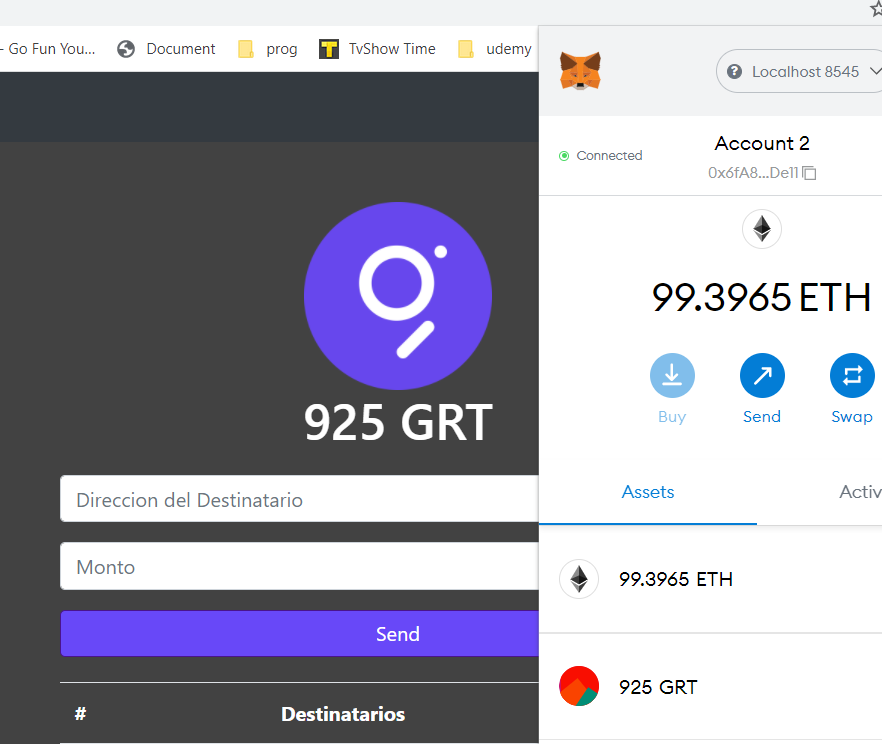 - Go Fun You...
Document
prog
TvShow Time
udemy
Localhost 8545
Connected
Account 2
0x6fA8...De11
99.3965 ETH
Buy
Send
Swap
Assets
Activ
99.3965 ETH
925 GRT
925 GRT
Direccion del Destinatario
Monto
Send
#
Destinatarios